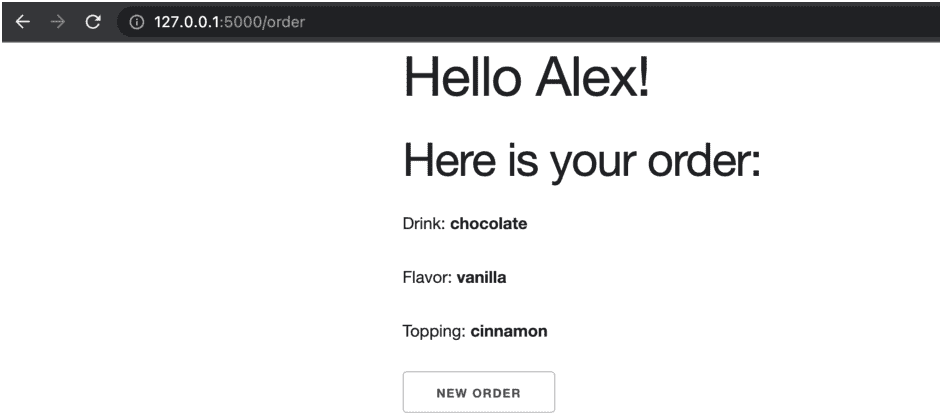 127.0.0.1:5000/order
Hello Alex!
Here is your order:
Drink: chocolate
Flavor: vanilla
Topping: cinnamon
NEW ORDER